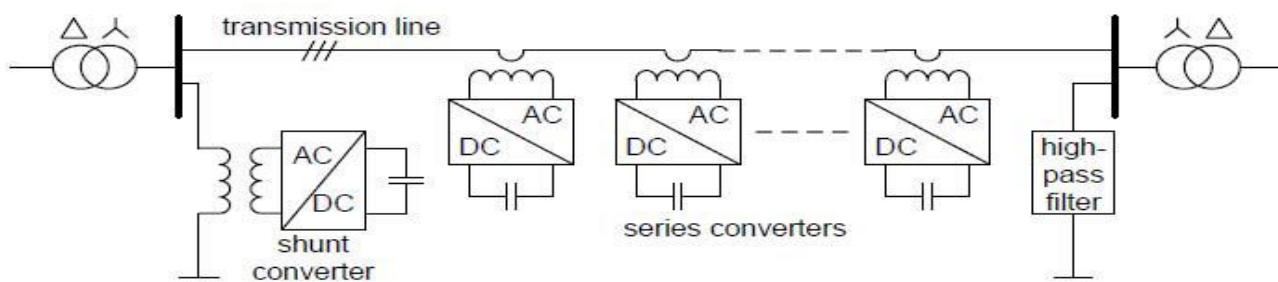 transmission line
AC
DC
AC
DC
AC
DC
AC
DC
high-
pass
filter
series converters
shunt
converter